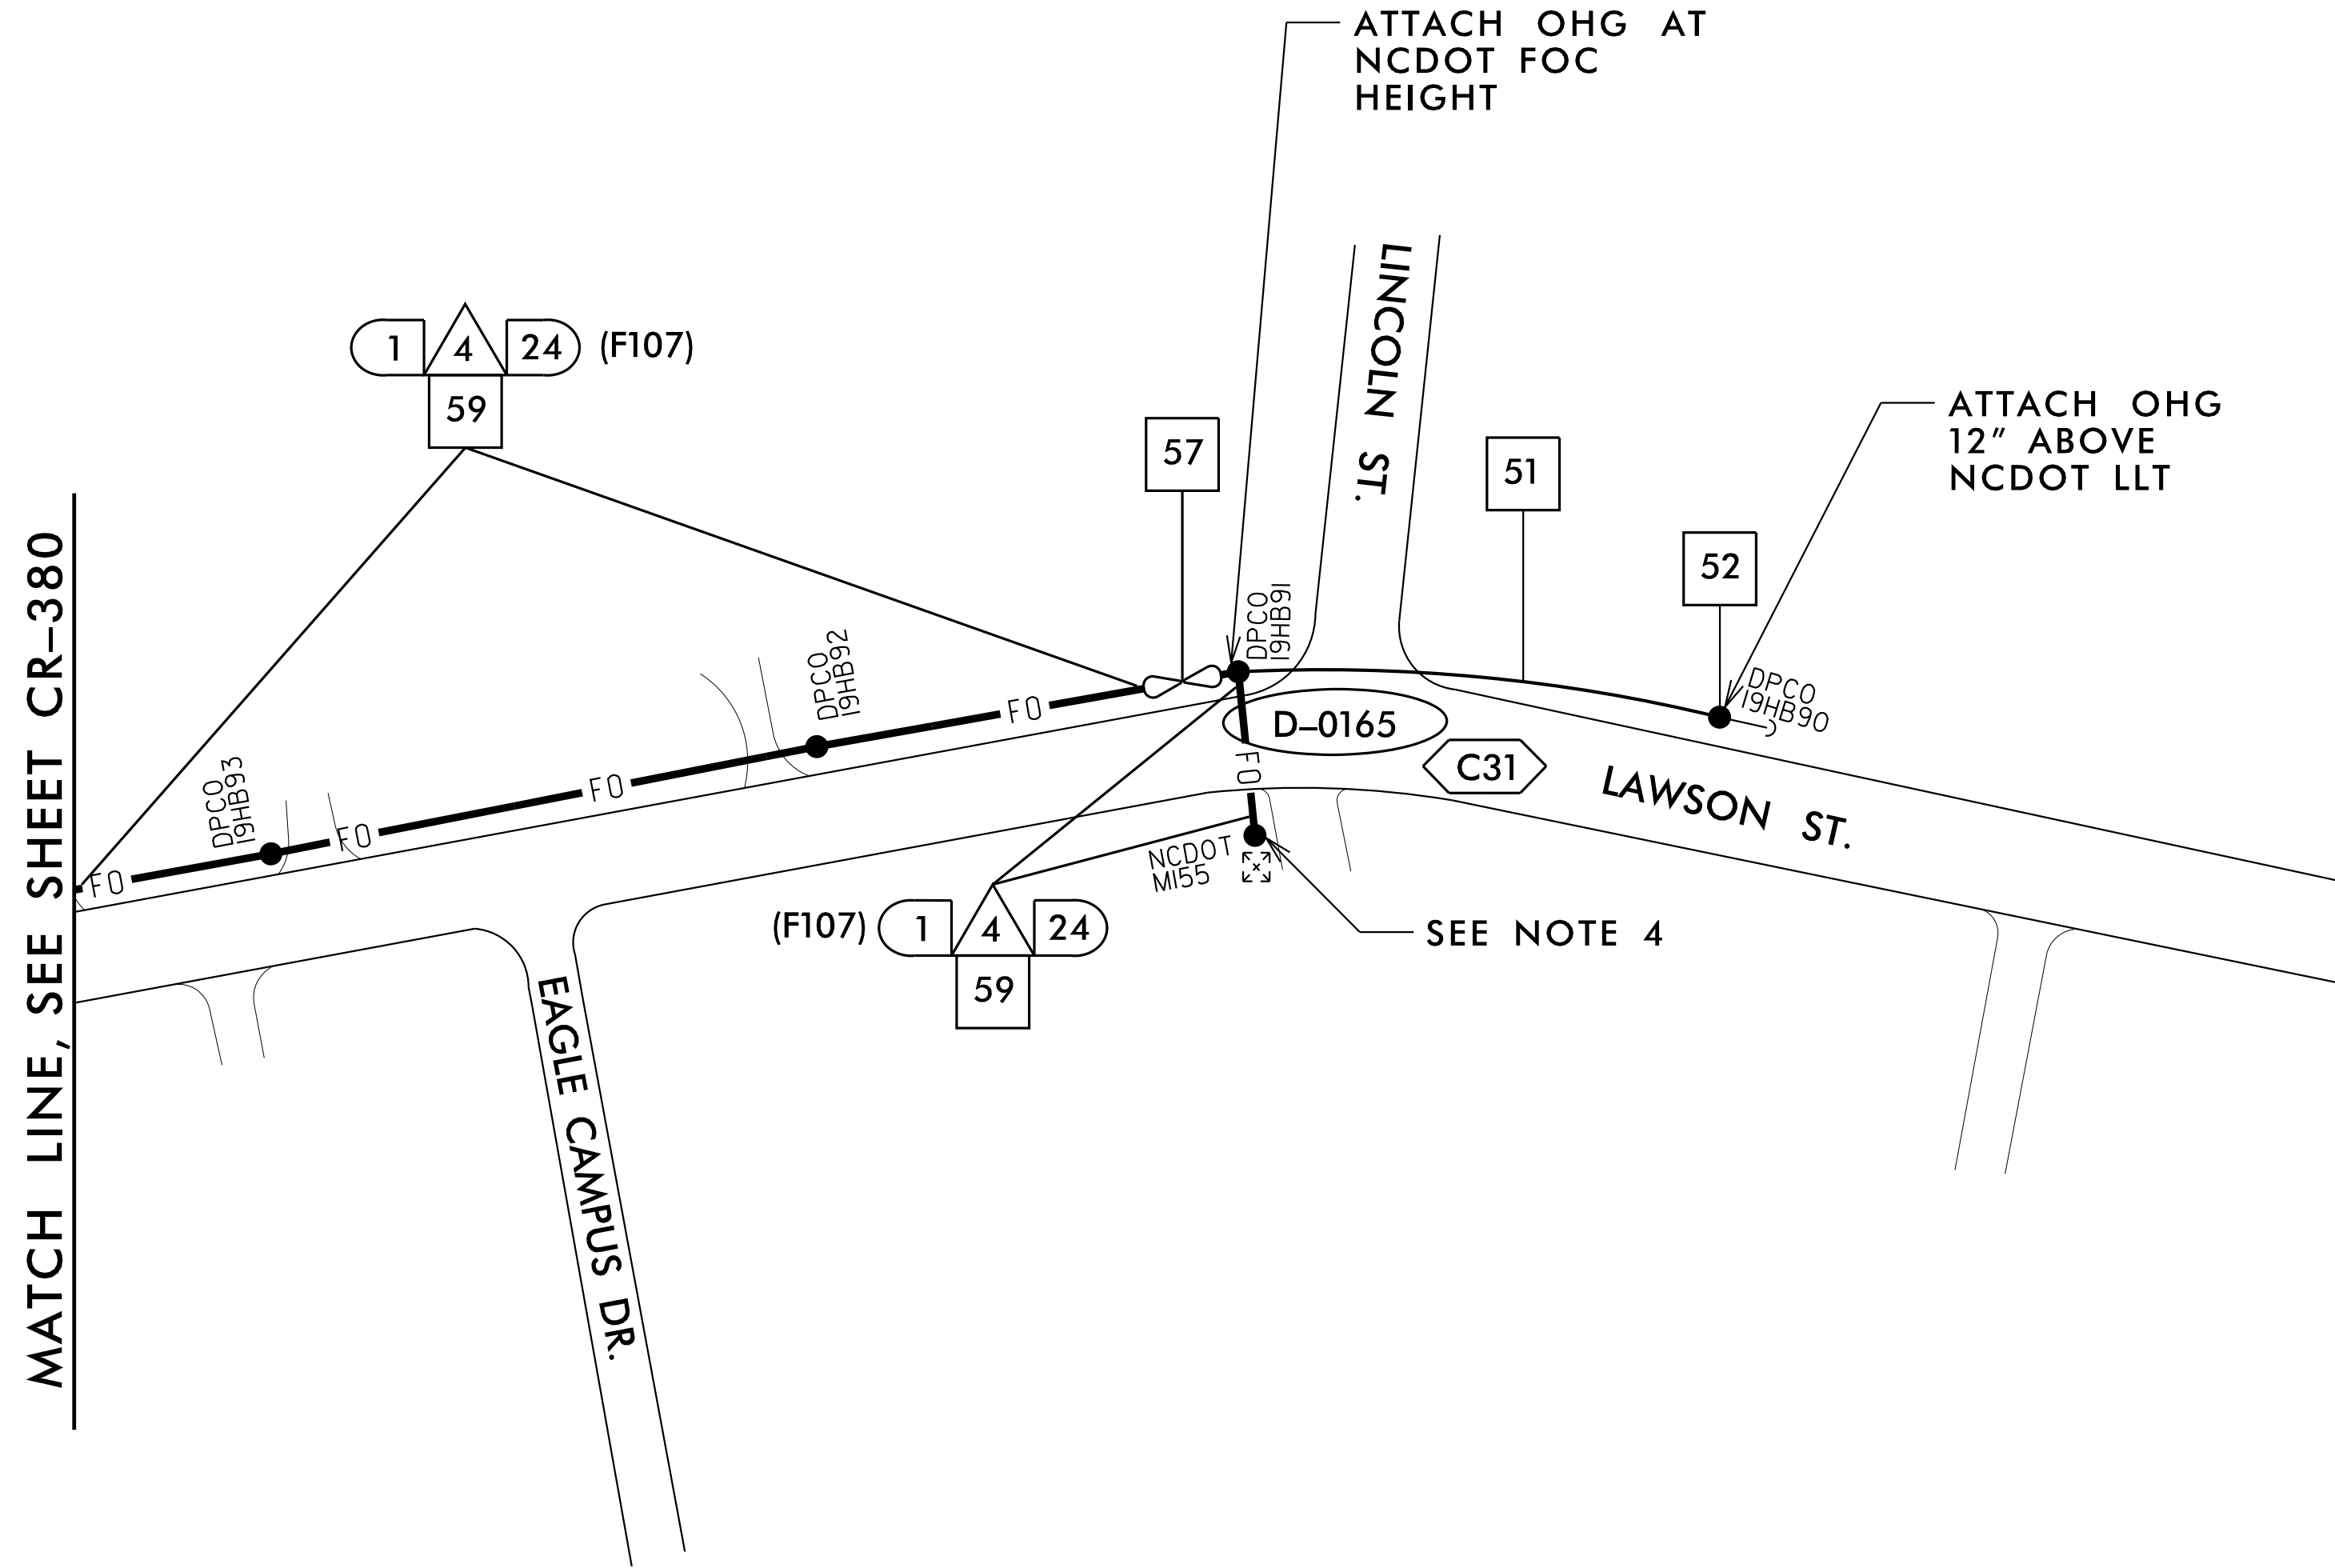 ATTACH OHG AT
NCDOT FOC
HEIGHT
LINCOLN ST.
1 4 24 (F107)
59
57
51
ATTACH OHG
12" ABOVE
NCDOT LLT
52
MATCH LINE, SEE SHEET CR-380
DPCO
19HB91
DPCO
19HB92
DPCO
19HB90
DPCO
19HB93
FO
FO
FO
FO
FO
D-0165
C31
LAWSON ST.
NCDOT
M155
(F107) 1 4 24
59
SEE NOTE 4
EAGLE CAMPUS DR.